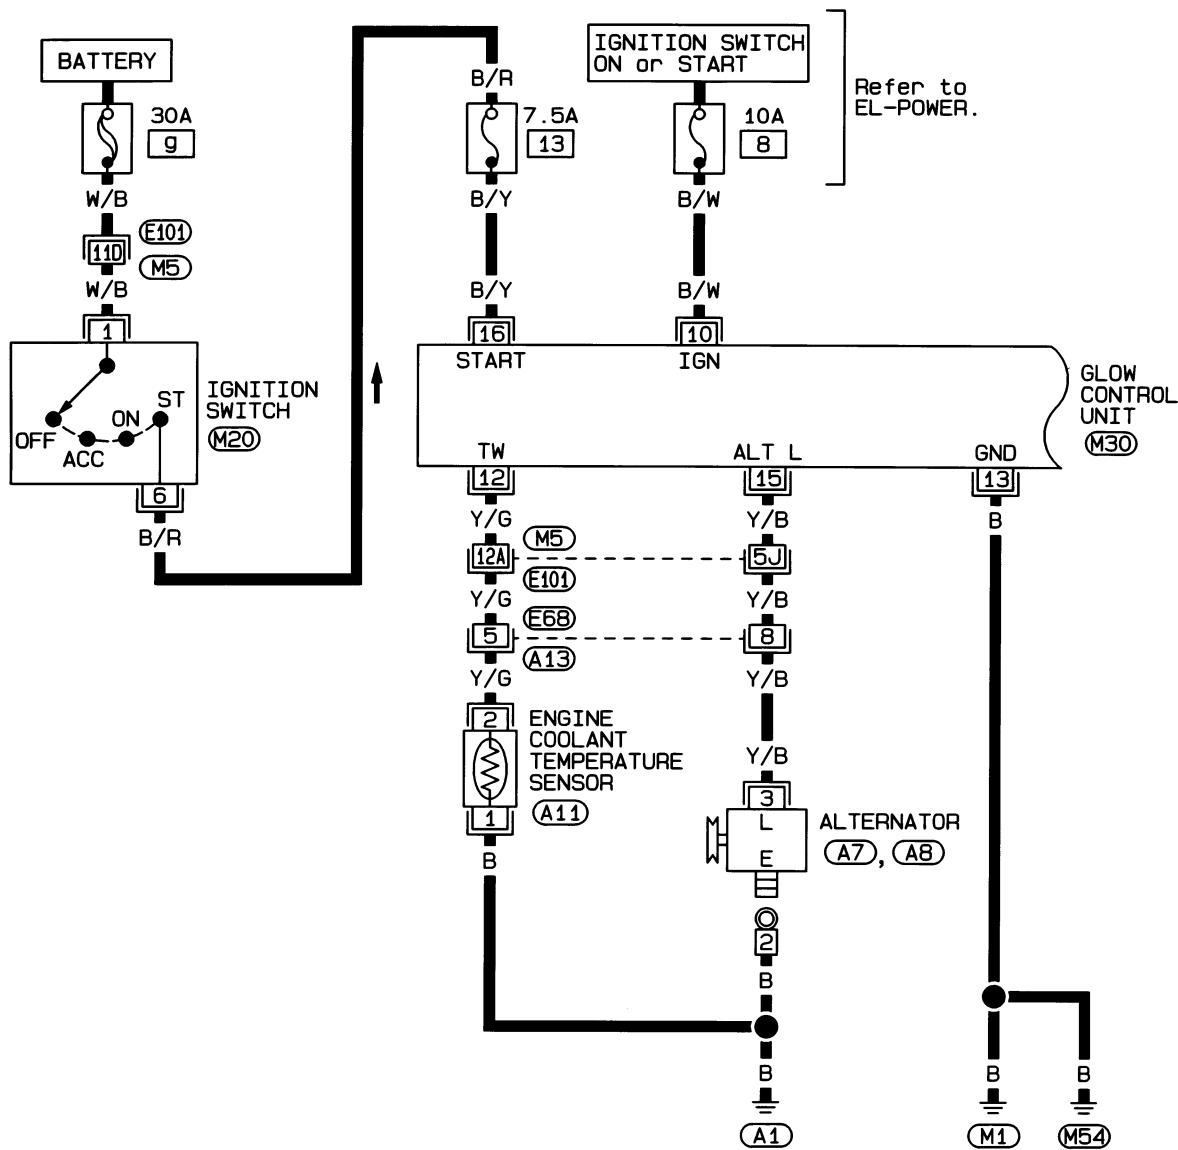 BATTERY
30A
g
W/B
E101
11D
M5
W/B
1
IGNITION
SWITCH
M20
OFF
ACC
ON
ST
6
B/R
B/R
7.5A
13
B/Y
B/Y
16
START
IGNITION SWITCH
ON or START
10A
8
B/W
B/W
10
IGN
Refer to
EL-POWER.
GLOW
CONTROL
UNIT
M30
TW
12
Y/G
12A
M5
E101
Y/G
5
E68
A13
Y/G
2
ENGINE
COOLANT
TEMPERATURE
SENSOR
A11
1
B
ALT L
15
Y/B
5J
Y/B
8
Y/B
Y/B
3
L
E
ALTERNATOR
A7, A8
2
B
B
A1
GND
13
B
B
M1
B
M54